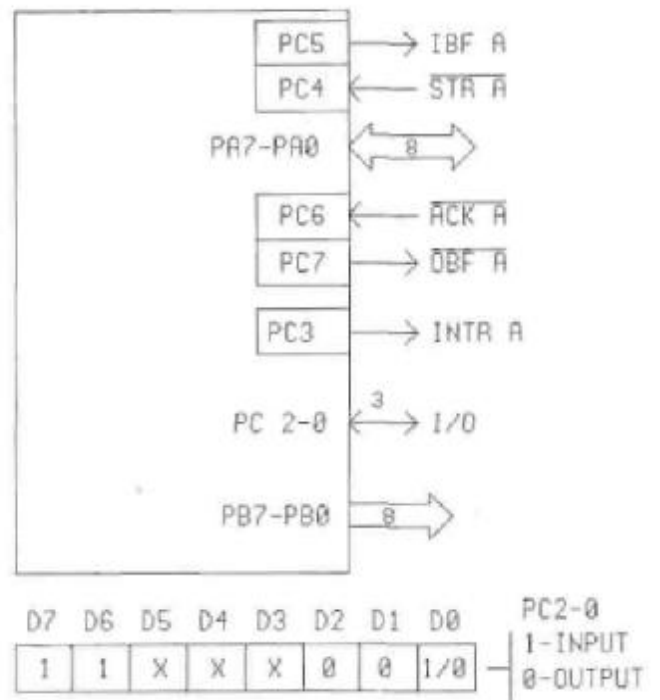 PC5 IBF A
PC4 STR A
PA7-PA0 8
PC6 ACK A
PC7 OBF A
PC3 INTR A
3
PC 2-0 I/O
PB7-PB0 8
D7 D6 D5 D4 D3 D2 D1 D0
1 1 X X X 0 0 1/0
PC2-0
1-INPUT
0-OUTPUT